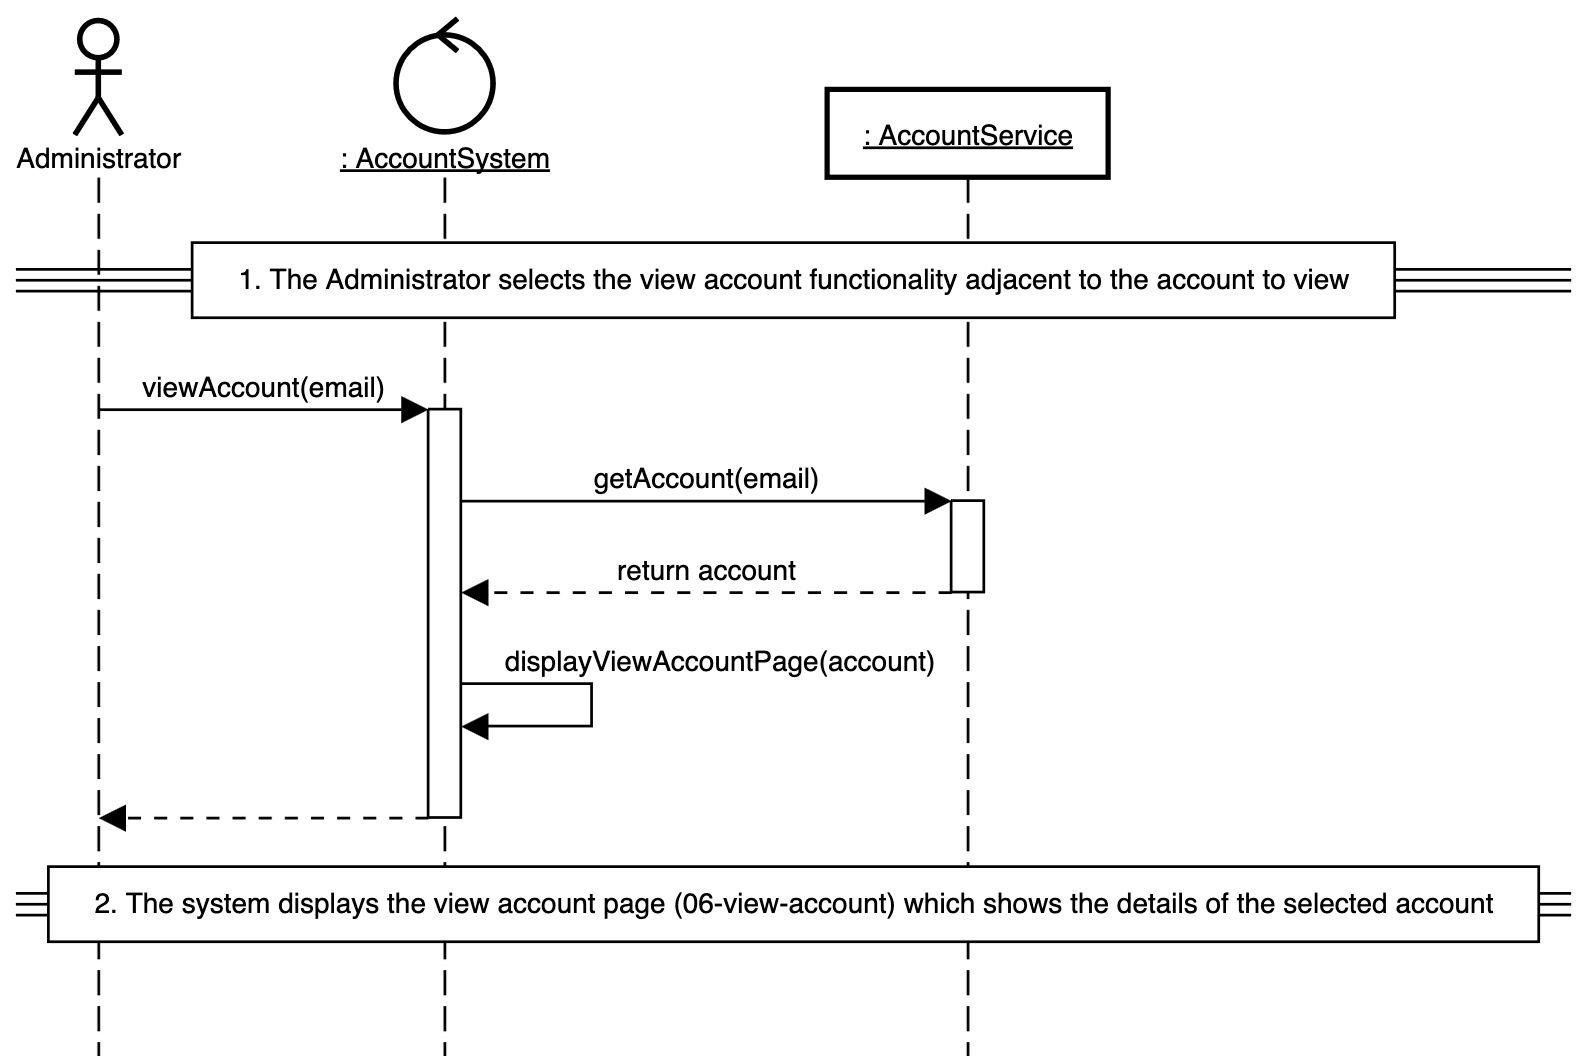 Administrator
: AccountSystem
: AccountService
1. The Administrator selects the view account functionality adjacent to the account to view
viewAccount(email)
getAccount(email)
return account
displayViewAccountPage(account)
2. The system displays the view account page (06-view-account) which shows the details of the selected account